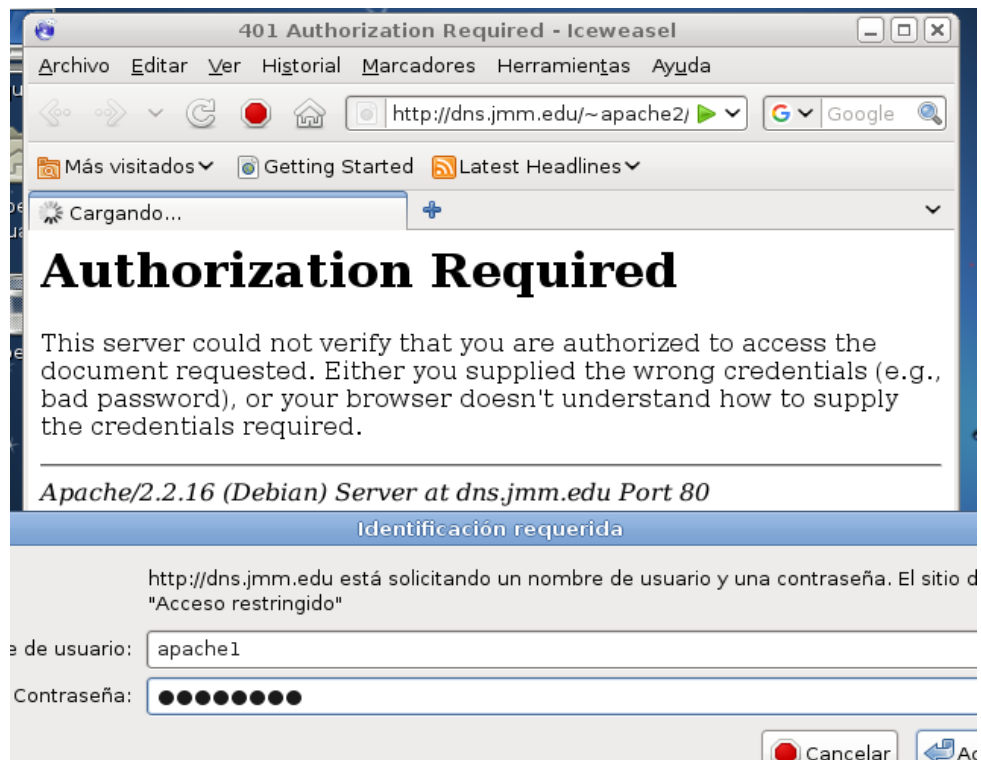 401 Authorization Required - Iceweasel
Archivo Editar Ver Historial Marcadores Herramientas Ayuda
http://dns.jmm.edu/~apache2/ Google
Más visitados Getting Started Latest Headlines
Cargando...
Authorization Required
This server could not verify that you are authorized to access the
document requested. Either you supplied the wrong credentials (e.g.,
bad password), or your browser doesn't understand how to supply
the credentials required.
Apache/2.2.16 (Debian) Server at dns.jmm.edu Port 80
Identificación requerida
http://dns.jmm.edu está solicitando un nombre de usuario y una contraseña. El sitio d
"Acceso restringido"
e de usuario: apache1
Contraseña: ●●●●●●●●
Cancelar